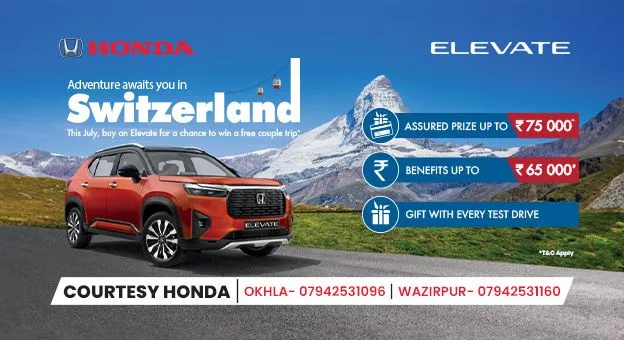 HONDA
ELEVATE
Adventure awaits you in
Switzerland
This July, buy an Elevate for a chance to win a free couple trip*
ASSURED PRIZE UP TO ₹75 000*
BENEFITS UP TO ₹65 000*
GIFT WITH EVERY TEST DRIVE
ELEVATE
*T&C Apply
COURTESY HONDA | OKHLA- 07942531096 | WAZIRPUR- 07942531160